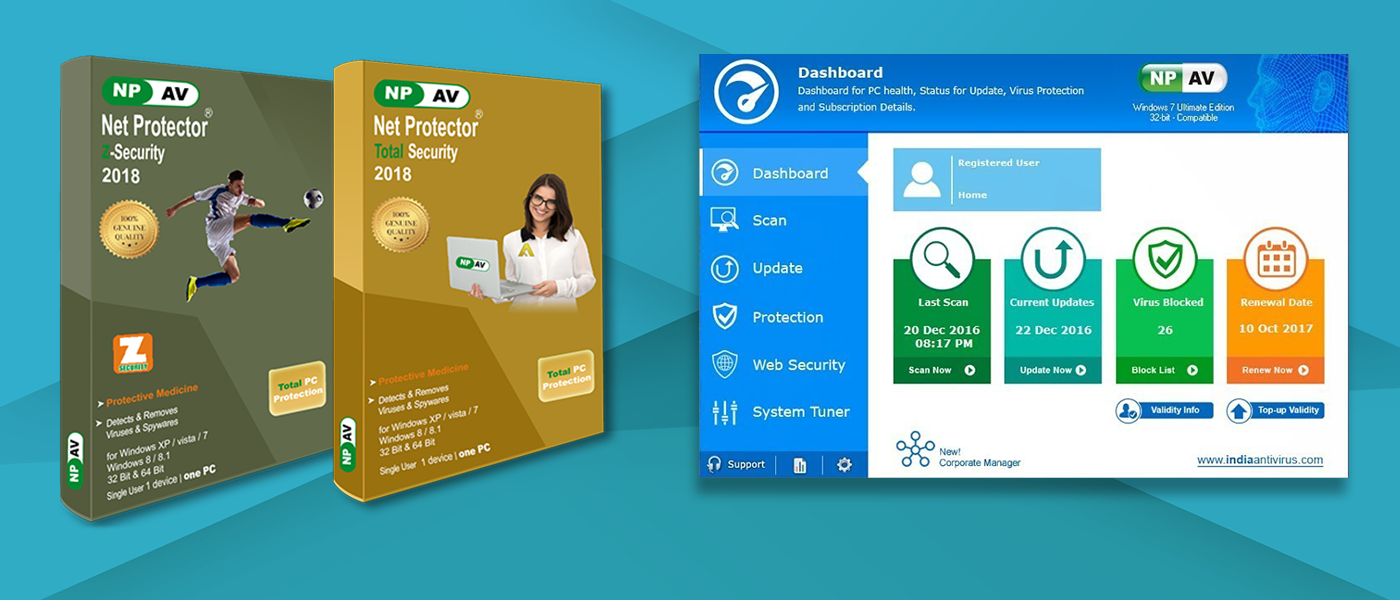 NP AV
Net Protector®
Z-Security
2018
100%
GENUINE
QUALITY
Z
SECURITY
Total PC
Protection
➤ Protective Medicine
➤ Detects & Removes
Viruses & Spywares
for Windows XP / vista / 7
Windows 8 / 8.1
32 Bit & 64 Bit
Single User 1 device | one PC
NP AV
NP AV
Net Protector®
Total Security
2018
100%
GENUINE
QUALITY
NP AV
Total PC
Protection
➤ Protective Medicine
➤ Detects & Removes
Viruses & Spywares
for Windows XP / vista / 7
Windows 8 / 8.1
32 Bit & 64 Bit
Single User 1 device | one PC
NP AV
Dashboard
Dashboard for PC health, Status for Update, Virus Protection
and Subscription Details.
NP AV
Windows 7 Ultimate Edition
32-bit - Compatible
Dashboard
Scan
Update
Protection
Web Security
System Tuner
Support
Registered User
Home
Last Scan
20 Dec 2016
08:17 PM
Scan Now
Current Updates
22 Dec 2016
Update Now
Virus Blocked
26
Block List
Renewal Date
10 Oct 2017
Renew Now
Validity Info
Top-up Validity
New!
Corporate Manager
www.indiaantivirus.com